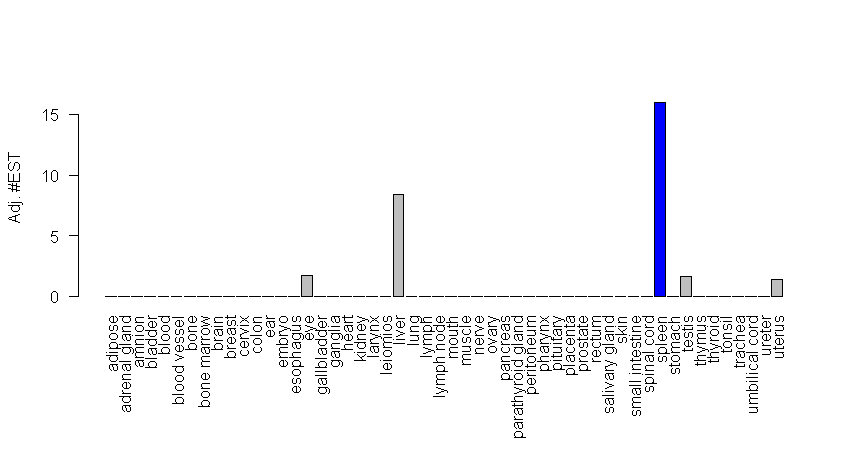 Adj. #EST
15
10
5
0
adipose
adrenal gland
amnion
bladder
blood
blood vessel
bone
bone marrow
brain
breast
cervix
colon
ear
embryo
esophagus
eye
gallbladder
ganglia
heart
kidney
larynx
leiomios
liver
lung
lymph
lymph node
mouth
muscle
nerve
ovary
pancreas
parathyroid gland
peritoneum
pharynx
pituitary
placenta
prostate
rectum
salivary gland
skin
small intestine
spinal cord
spleen
stomach
testis
thymus
thyroid
tonsil
trachea
umbilical cord
ureter
uterus